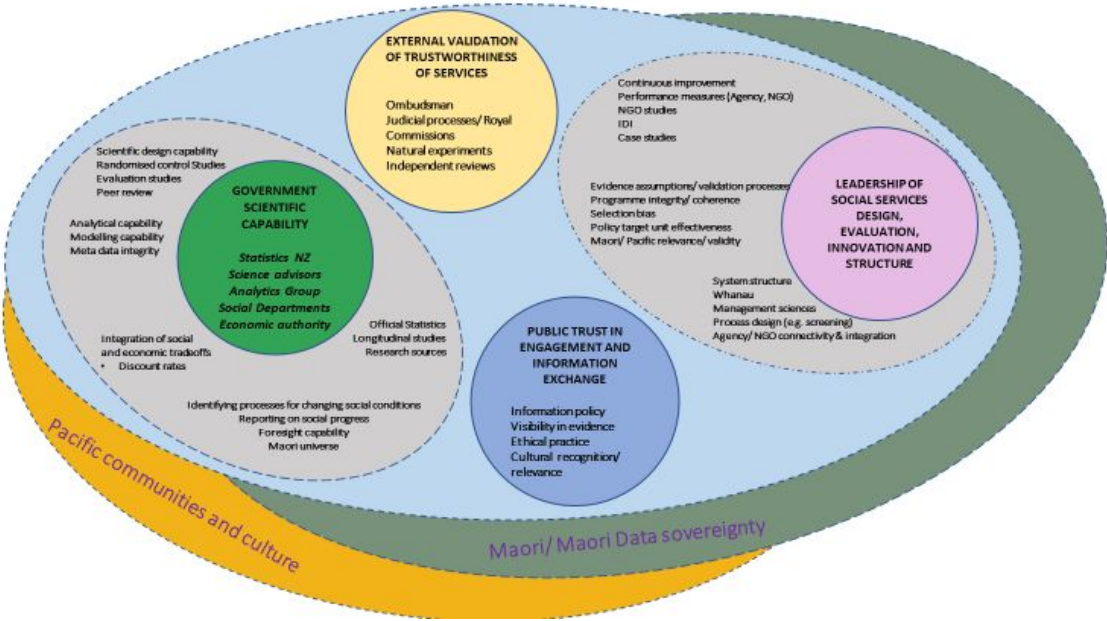 EXTERNAL VALIDATION
OF TRUSTWORTHINESS
OF SERVICES
Ombudsman
Judicial processes/ Royal
Commissions
Natural experiments
Independent reviews
Continuous improvement
Performance measures (Agency, NGO)
NGO studies
IDI
Case studies
Evidence assumptions/ validation processes
Programme integrity/ coherence
Selection bias
Policy target unit effectiveness
Maori/ Pacific relevance/ validity
LEADERSHIP OF
SOCIAL SERVICES
DESIGN,
EVALUATION,
INNOVATION AND
STRUCTURE
System structure
Whanau
Management sciences
Process design (e.g. screening)
Agency/ NGO connectivity & integration
Scientific design capability
Randomised control Studies
Evaluation studies
Peer review
Analytical capability
Modelling capability
Meta data integrity
GOVERNMENT
SCIENTIFIC
CAPABILITY
Statistics NZ
Science advisors
Analytics Group
Social Departments
Economic authority
Official Statistics
Longitudinal studies
Research sources
Integration of social
and economic tradeoffs
• Discount rates
Identifying processes for changing social conditions
Reporting on social progress
Foresight capability
Maori universe
PUBLIC TRUST IN
ENGAGEMENT AND
INFORMATION
EXCHANGE
Information policy
Visibility in evidence
Ethical practice
Cultural recognition/
relevance
Pacific communities and culture
Maori/ Maori Data sovereignty